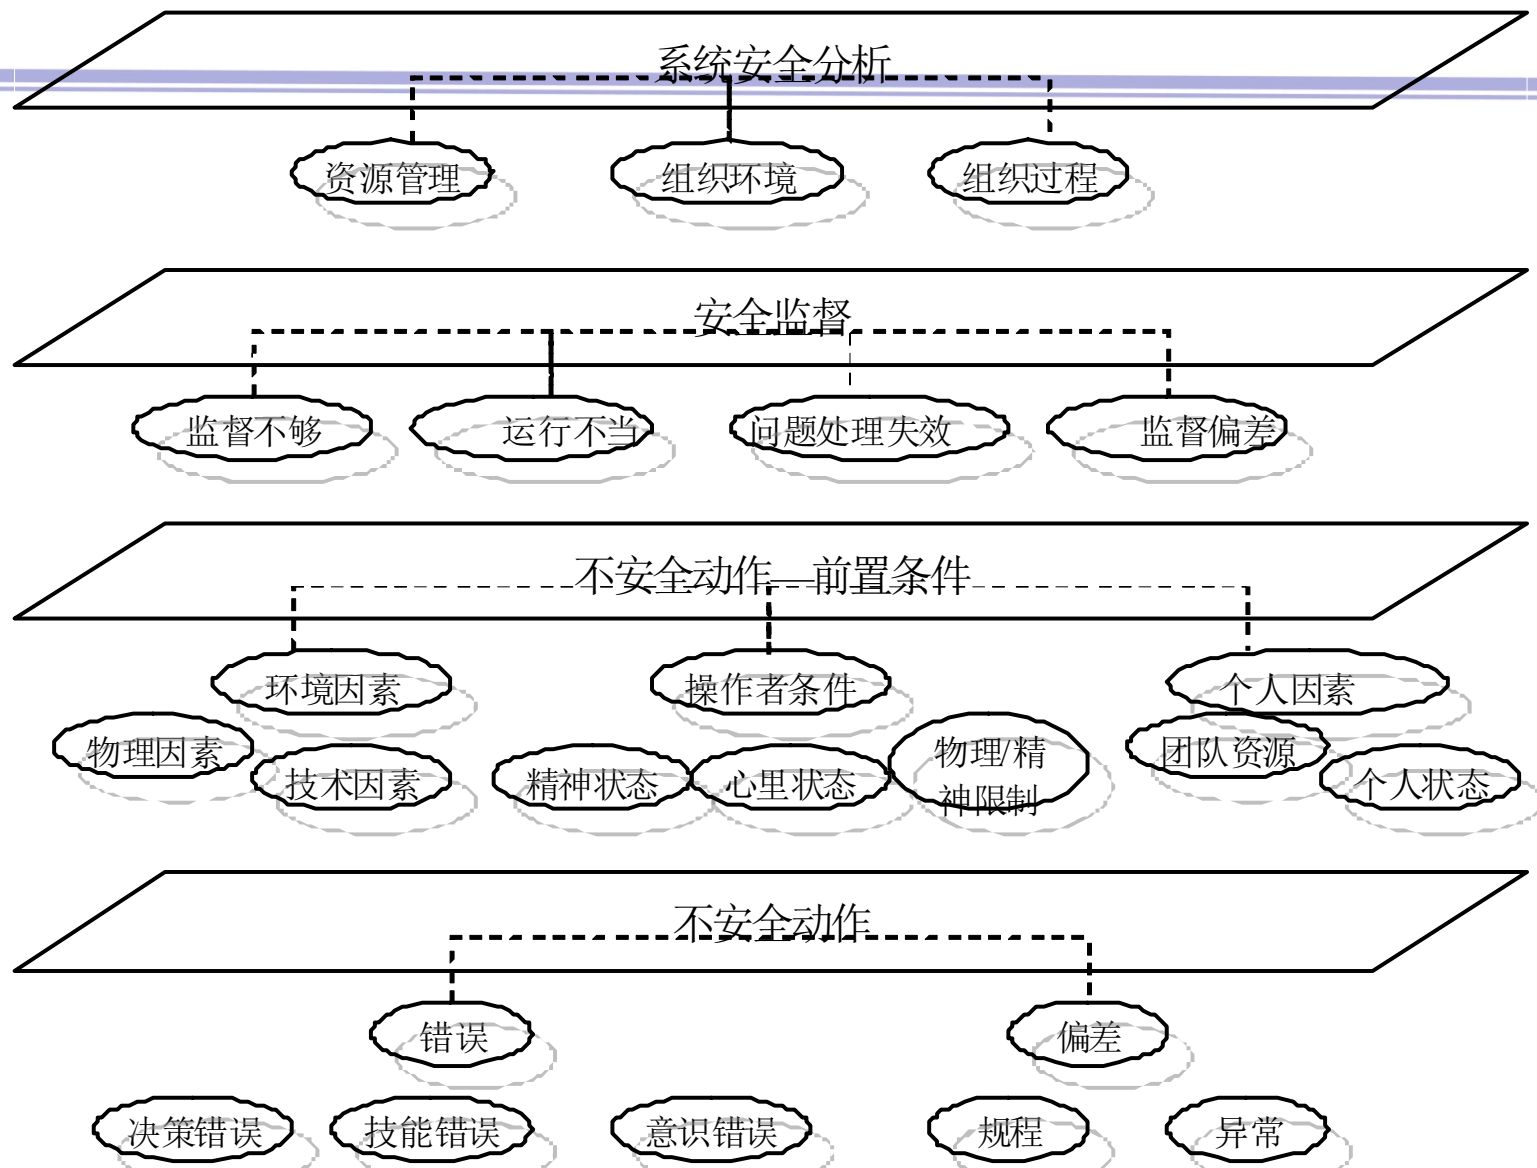 系统安全分析
资源管理
组织环境
组织过程
安全监督
监督不够
运行不当
问题处理失效
监督偏差
不安全动作—前置条件
环境因素
操作者条件
个人因素
物理因素
技术因素
精神状态
心里状态
物理/精
神限制
团队资源
个人状态
不安全动作
错误
偏差
决策错误
技能错误
意识错误
规程
异常